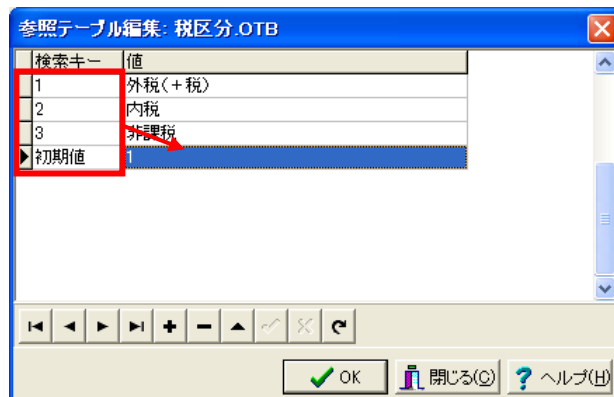 参照テーブル編集: 税区分.OTB
検索キー 値
1 外税(+税)
2 内税
3 非課税
初期値 1
OK 閉じる(C) ヘルプ(H)